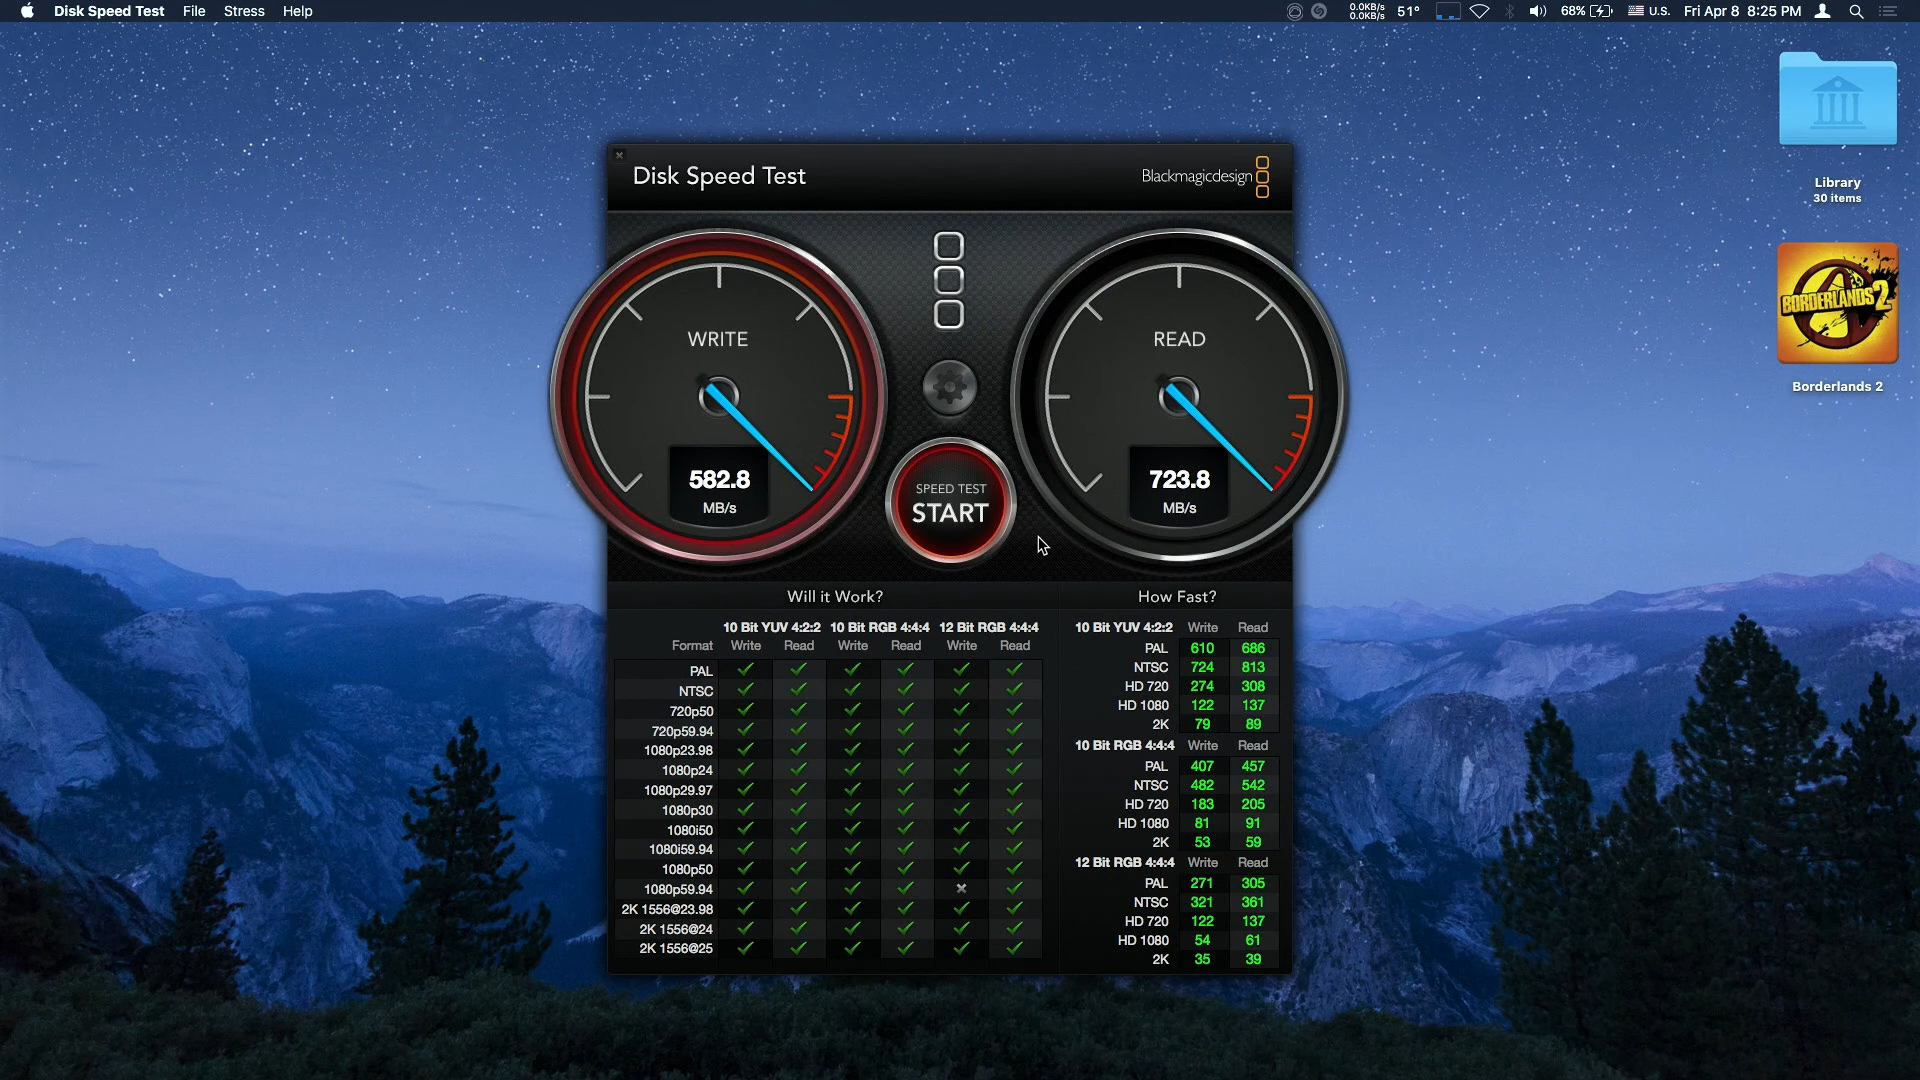 Disk Speed Test File Stress Help
0.0KB/s
0.0KB/s
51° 68% U.S. Fri Apr 8 8:25 PM
Library
30 items
BORDERLANDS 2
Borderlands 2
Disk Speed Test
Blackmagicdesign
WRITE
582.8
MB/s
SPEED TEST
START
READ
723.8
MB/s
Will it Work?
10 Bit YUV 4:2:2 10 Bit RGB 4:4:4 12 Bit RGB 4:4:4
Format Write Read Write Read Write Read
PAL ✓ ✓ ✓ ✓ ✓ ✓
NTSC ✓ ✓ ✓ ✓ ✓ ✓
720p50 ✓ ✓ ✓ ✓ ✓ ✓
720p59.94 ✓ ✓ ✓ ✓ ✓ ✓
1080p23.98 ✓ ✓ ✓ ✓ ✓ ✓
1080p24 ✓ ✓ ✓ ✓ ✓ ✓
1080p29.97 ✓ ✓ ✓ ✓ ✓ ✓
1080p30 ✓ ✓ ✓ ✓ ✓ ✓
1080i50 ✓ ✓ ✓ ✓ ✓ ✓
1080i59.94 ✓ ✓ ✓ ✓ ✓ ✓
1080p50 ✓ ✓ ✓ ✓ ✓ ✓
1080p59.94 ✓ ✓ ✓ ✓ ✕ ✓
2K 1556@23.98 ✓ ✓ ✓ ✓ ✓ ✓
2K 1556@24 ✓ ✓ ✓ ✓ ✓ ✓
2K 1556@25 ✓ ✓ ✓ ✓ ✓ ✓
How Fast?
10 Bit YUV 4:2:2 Write Read
PAL 610 686
NTSC 724 813
HD 720 274 308
HD 1080 122 137
2K 79 89
10 Bit RGB 4:4:4 Write Read
PAL 407 457
NTSC 482 542
HD 720 183 205
HD 1080 81 91
2K 53 59
12 Bit RGB 4:4:4 Write Read
PAL 271 305
NTSC 321 361
HD 720 122 137
HD 1080 54 61
2K 35 39